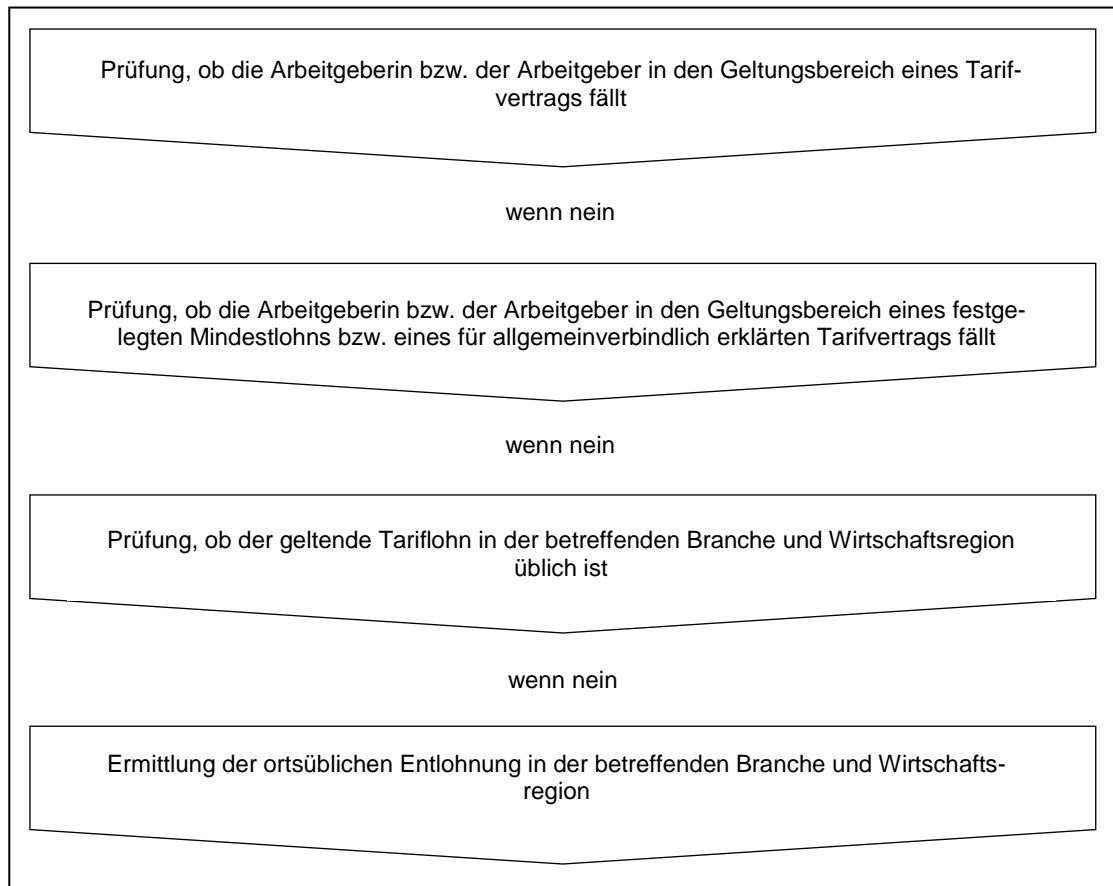 Prüfung, ob die Arbeitgeberin bzw. der Arbeitgeber in den Geltungsbereich eines Tarif-
vertrags fällt
wenn nein
Prüfung, ob die Arbeitgeberin bzw. der Arbeitgeber in den Geltungsbereich eines festge-
legten Mindestlohns bzw. eines für allgemeinverbindlich erklärten Tarifvertrags fällt
wenn nein
Prüfung, ob der geltende Tariflohn in der betreffenden Branche und Wirtschaftsregion
üblich ist
wenn nein
Ermittlung der ortsüblichen Entlohnung in der betreffenden Branche und Wirtschafts-
region